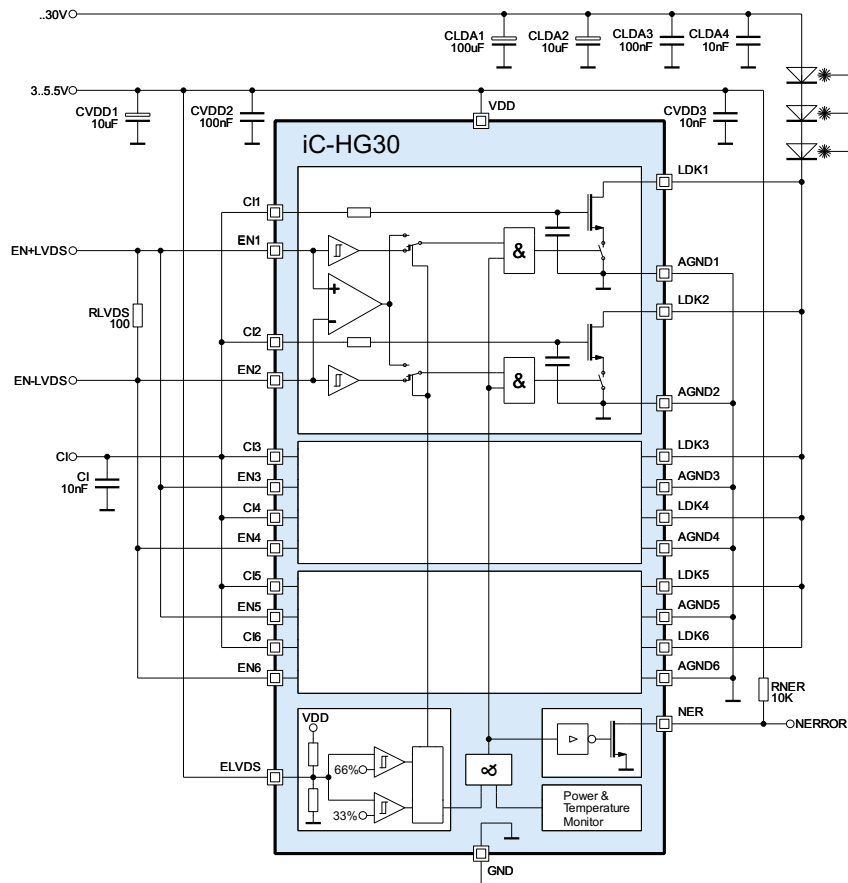 ..30V
CLDA1
100uF
CLDA2
10uF
CLDA3
100nF
CLDA4
10nF
3..5.5V
CVDD1
10uF
CVDD2
100nF
VDD
CVDD3
10nF
iC-HG30
LDK1
CI1
EN+LVDS
EN1
&
AGND1
RLVDS
100
+
-
LDK2
CI2
EN-LVDS
EN2
&
AGND2
CI
CI
10nF
CI3
LDK3
EN3
AGND3
CI4
LDK4
EN4
AGND4
CI5
LDK5
EN5
AGND5
CI6
LDK6
EN6
AGND6
RNER
10K
VDD
NER
NERROR
ELVDS
66%
33%
&
Power &
Temperature
Monitor
GND